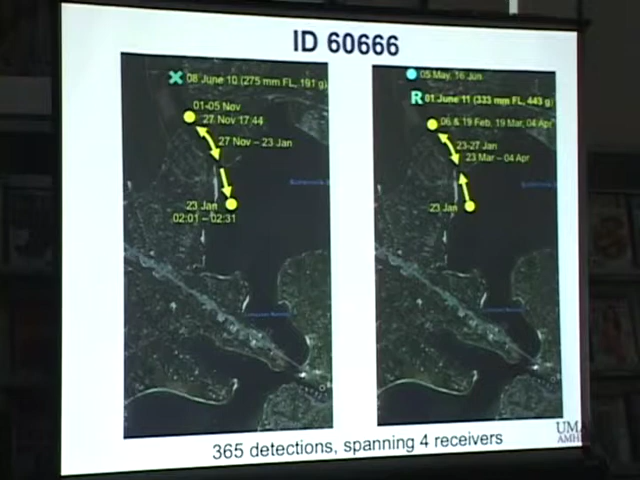 ID 60666
X 08 June 10 (275 mm FL, 191 g)
01-05 Nov
27 Nov 17:44
27 Nov – 23 Jan
23 Jan
02:01 – 02:31
05 May, 16 Jun
R 01 June 11 (333 mm FL, 443 g)
06 & 19 Feb, 19 Mar, 04 Apr
23-27 Jan
23 Mar – 04 Apr
23 Jan
365 detections, spanning 4 receivers